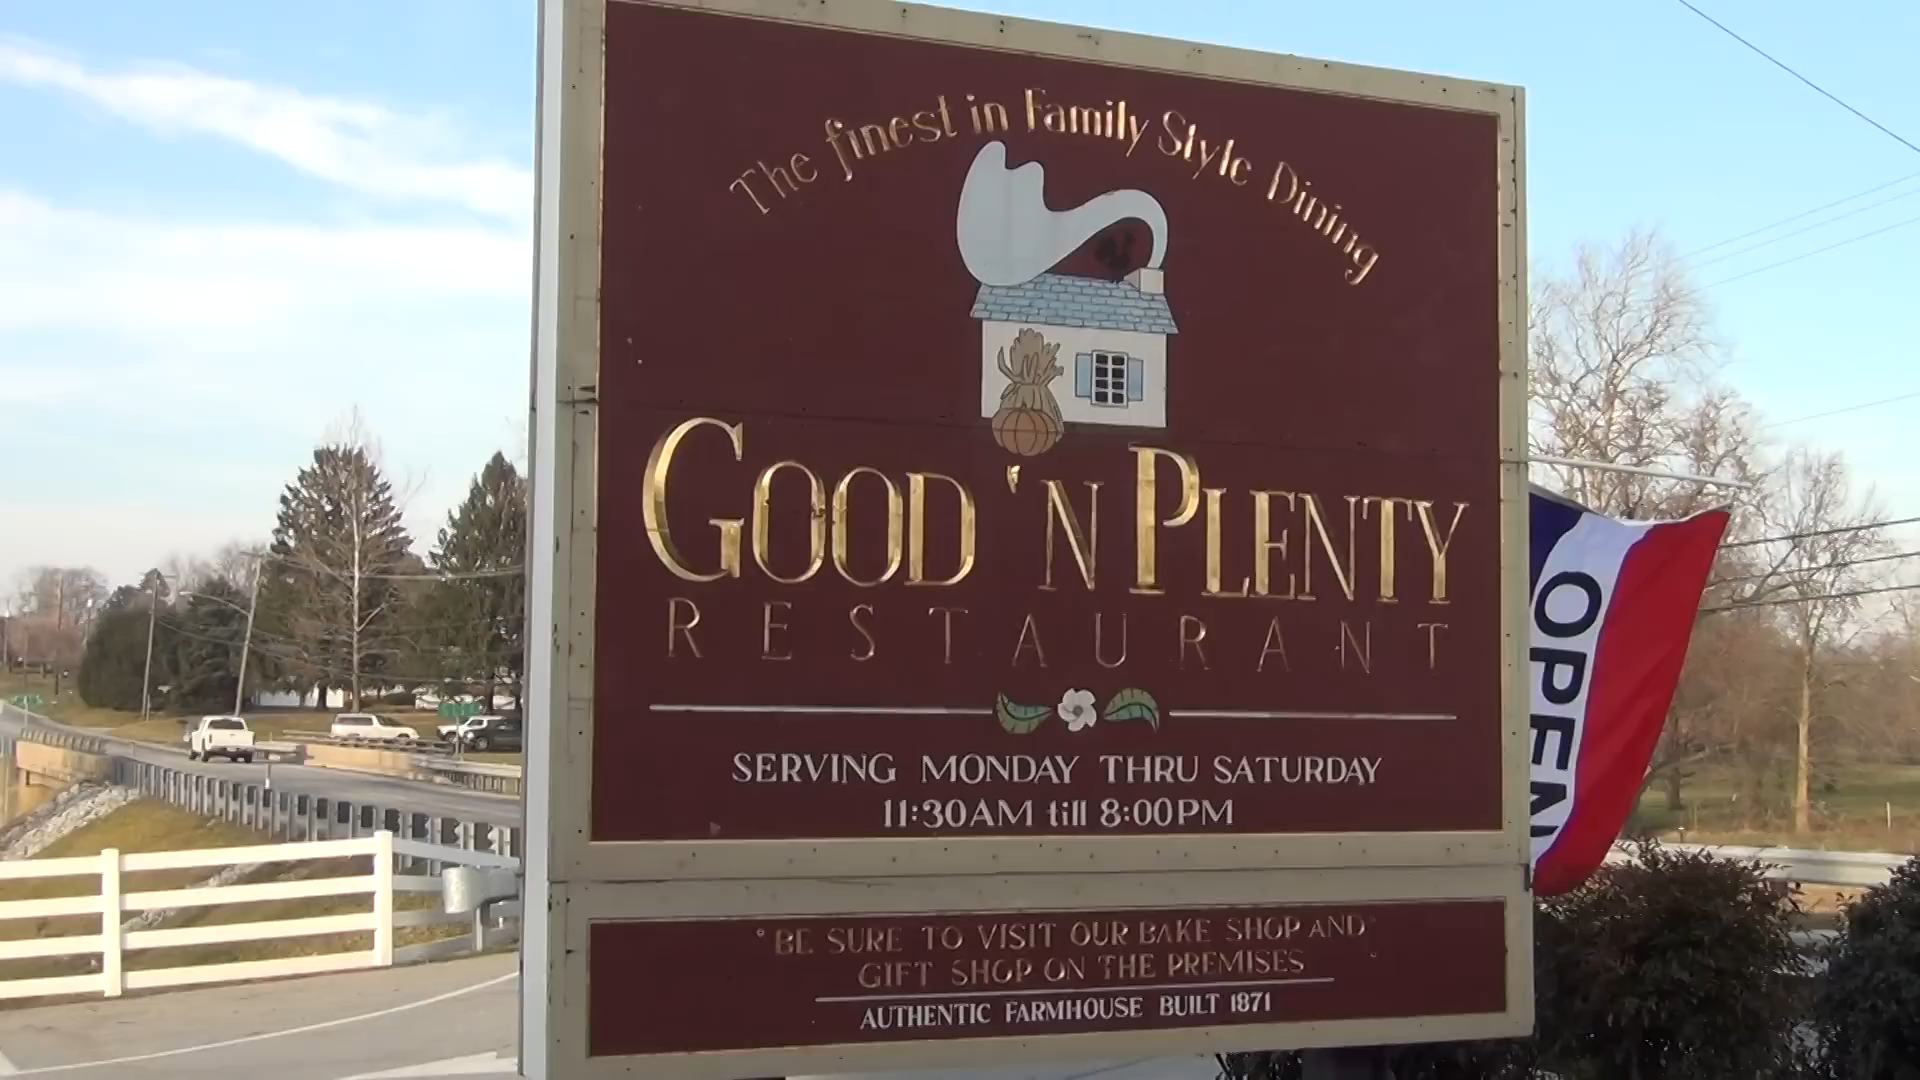 The finest in Family Style Dining
GOOD 'N PLENTY
RESTAURANT
SERVING MONDAY THRU SATURDAY
11:30AM till 8:00PM
"BE SURE TO VISIT OUR BAKE SHOP AND
GIFT SHOP ON THE PREMISES"
AUTHENTIC FARMHOUSE BUILT 1871
OPEN